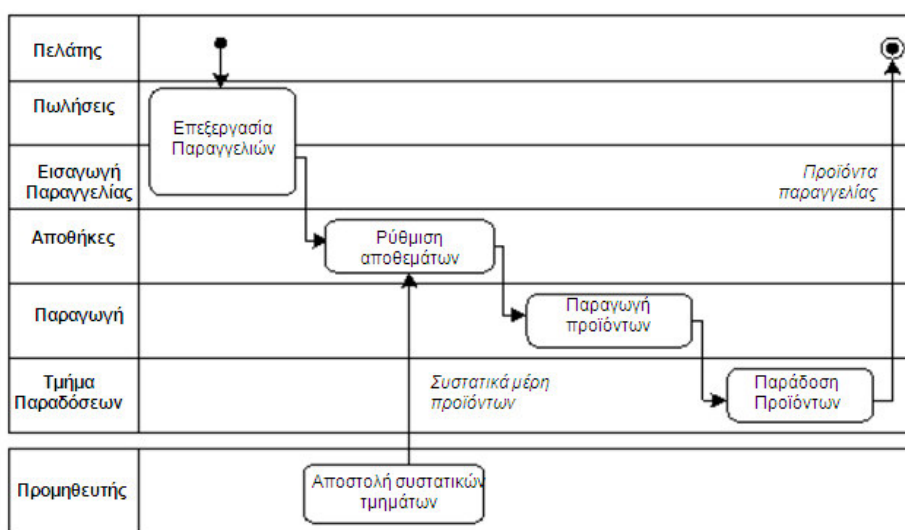 Πελάτης
Πωλήσεις
Επεξεργασία
Παραγγελιών
Εισαγωγή
Παραγγελίας
Προϊόντα
παραγγελίας
Αποθήκες
Ρύθμιση
αποθεμάτων
Παραγωγή
Παραγωγή
προϊόντων
Τμήμα
Παραδόσεων
Συστατικά μέρη
προϊόντων
Παράδοση
Προϊόντων
Προμηθευτής
Αποστολή συστατικών
τμημάτων